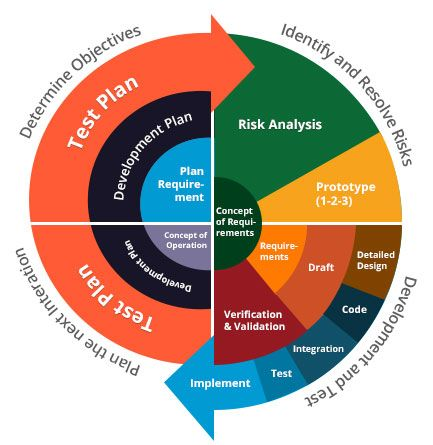 Determine Objectives
Identify and Resolve Risks
Test Plan
Development Plan
Plan
Require-
ment
Risk Analysis
Prototype
(1-2-3)
Concept
of Requi-
rements
Concept of
Operation
Development Plan
Test Plan
Plan the next Interation
Require-
ments
Draft
Detailed
Design
Code
Integration
Test
Verification
& Validation
Implement
Development and Test